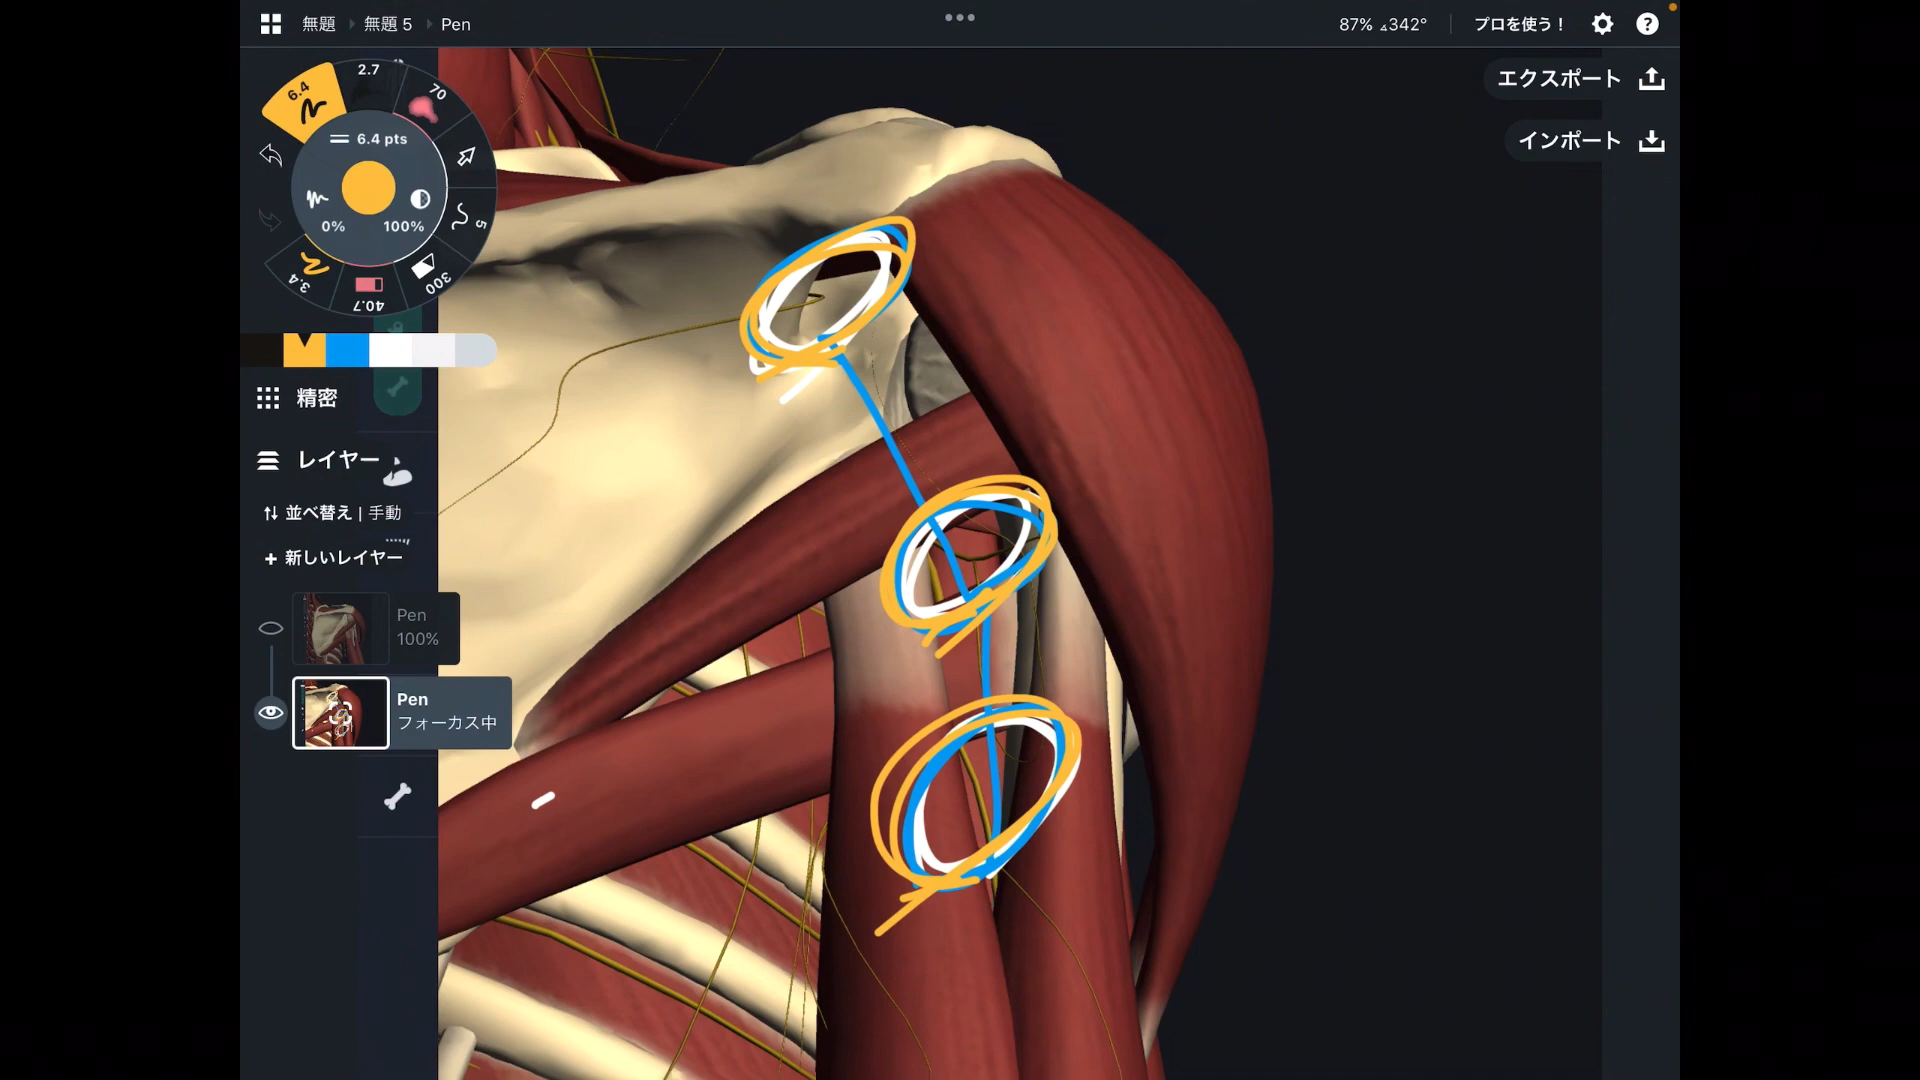 無題 無題 5 Pen
87% ⊿342°
プロを使う！
エクスポート
インポート
6.4
2.7
70
5
300
40.7
3.4
6.4 pts
0%
100%
精密
レイヤー
並べ替え | 手動
+ 新しいレイヤー
Pen
100%
Pen
フォーカス中